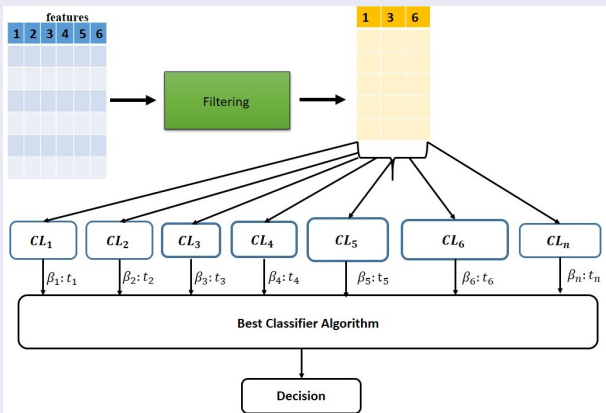 features
1 2 3 4 5 6
1 3 6
Filtering
CL₁ CL₂ CL₃ CL₄ CL₅ CL₆ CLₙ
β₁: t₁ β₂: t₂ β₃: t₃ β₄: t₄ β₅: t₅ β₆: t₆ βₙ: tₙ
Best Classifier Algorithm
Decision